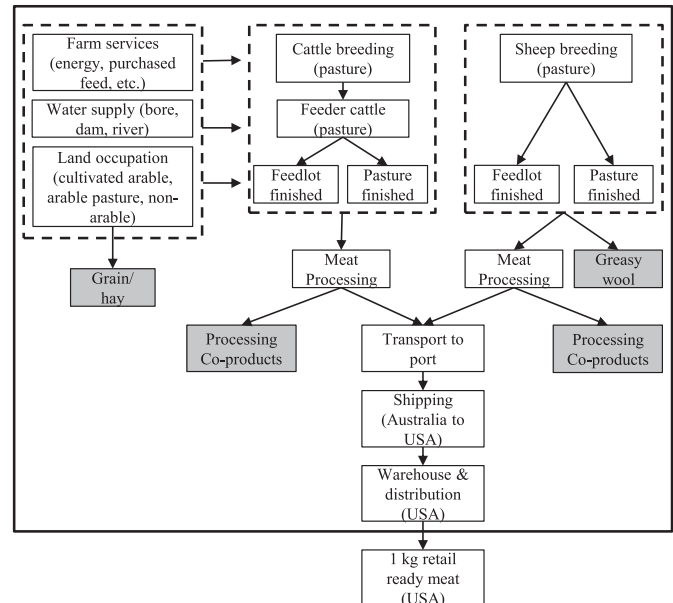 Farm services
(energy, purchased
feed, etc.)
Water supply (bore,
dam, river)
Land occupation
(cultivated arable,
arable pasture, non-
arable)
Grain/
hay
Cattle breeding
(pasture)
Feeder cattle
(pasture)
Feedlot
finished
Pasture
finished
Sheep breeding
(pasture)
Feedlot
finished
Pasture
finished
Meat
Processing
Meat
Processing
Greasy
wool
Processing
Co-products
Transport to
port
Processing
Co-products
Shipping
(Australia to
USA)
Warehouse &
distribution
(USA)
1 kg retail
ready meat
(USA)